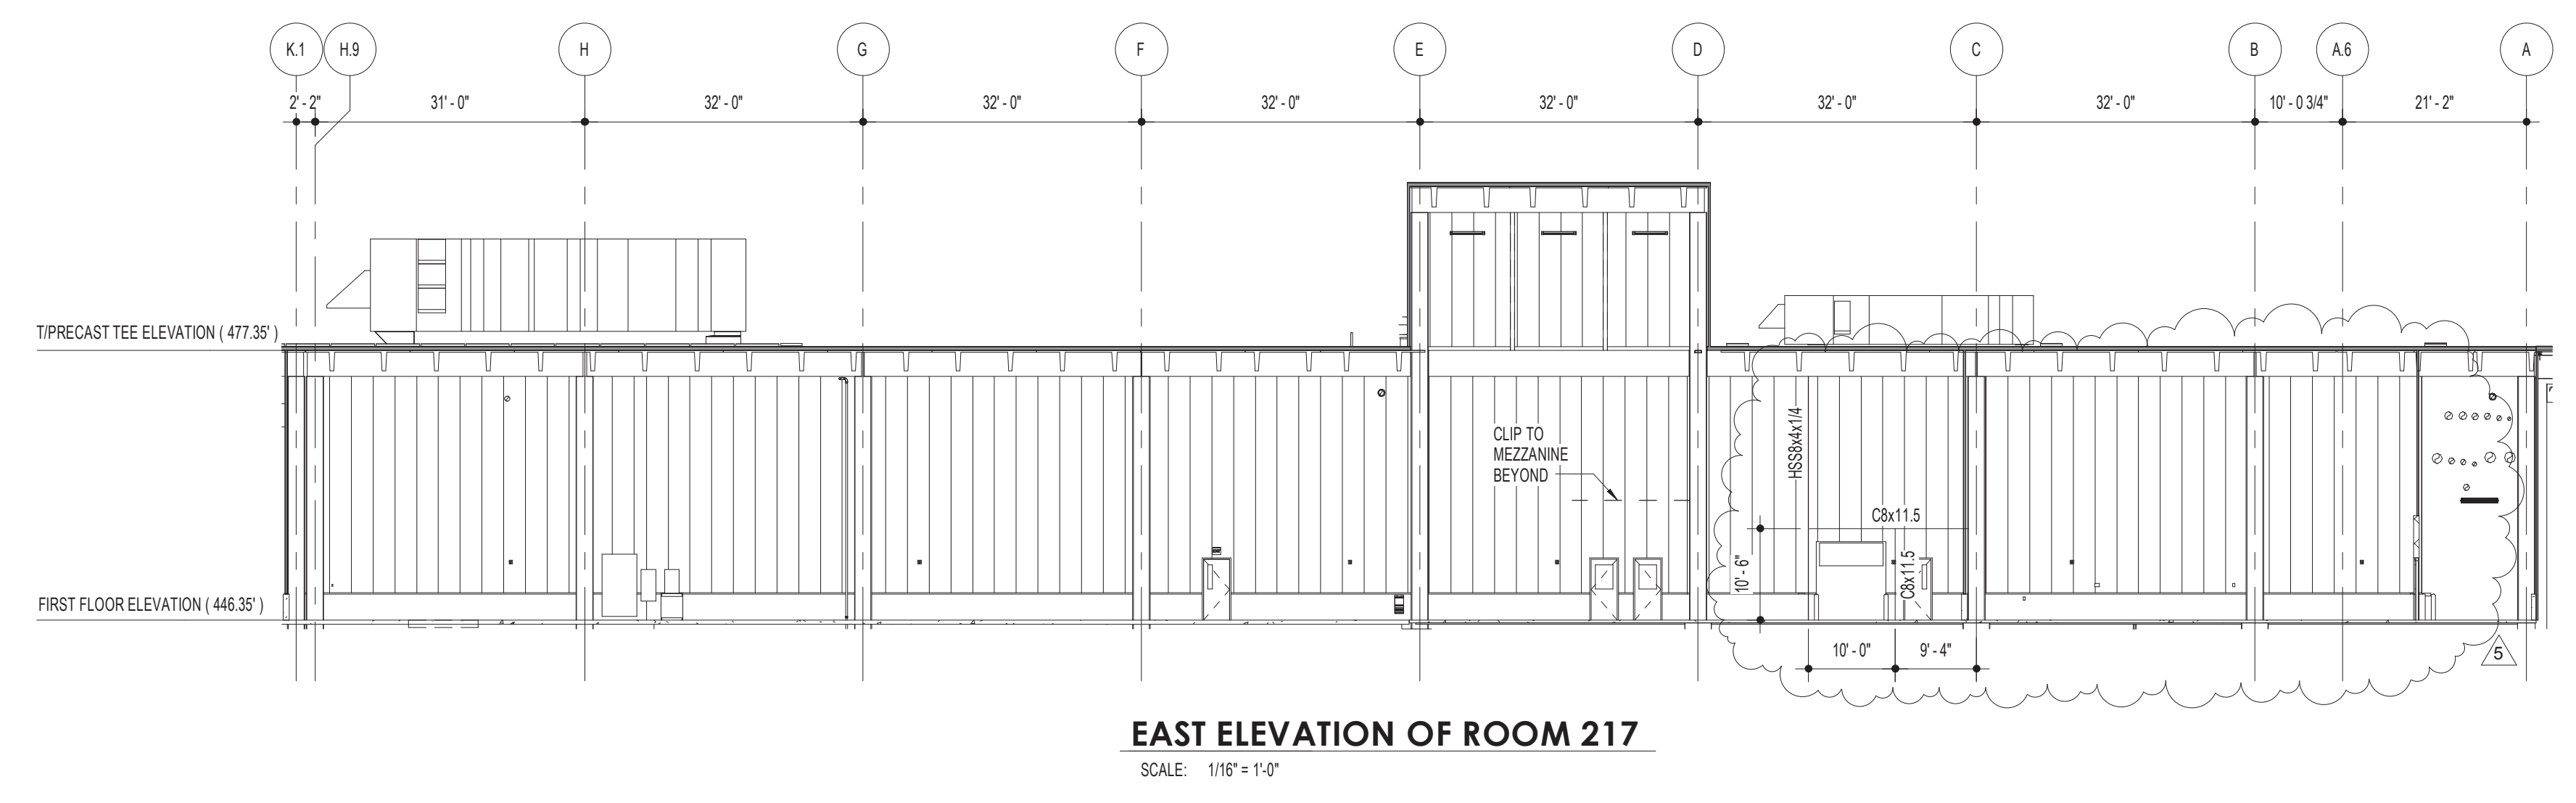 K.1 H.9 H G F E D C B A.6 A
2' - 2" 31' - 0" 32' - 0" 32' - 0" 32' - 0" 32' - 0" 32' - 0" 32' - 0" 10' - 0 3/4" 21' - 2"
T/PRECAST TEE ELEVATION ( 477.35' )
CLIP TO
MEZZANINE
BEYOND
HSS8x4x1/4
C8x11.5
10' - 6"
C8x11.5
FIRST FLOOR ELEVATION ( 446.35' )
10' - 0" 9' - 4"
5
EAST ELEVATION OF ROOM 217
SCALE: 1/16" = 1'-0"